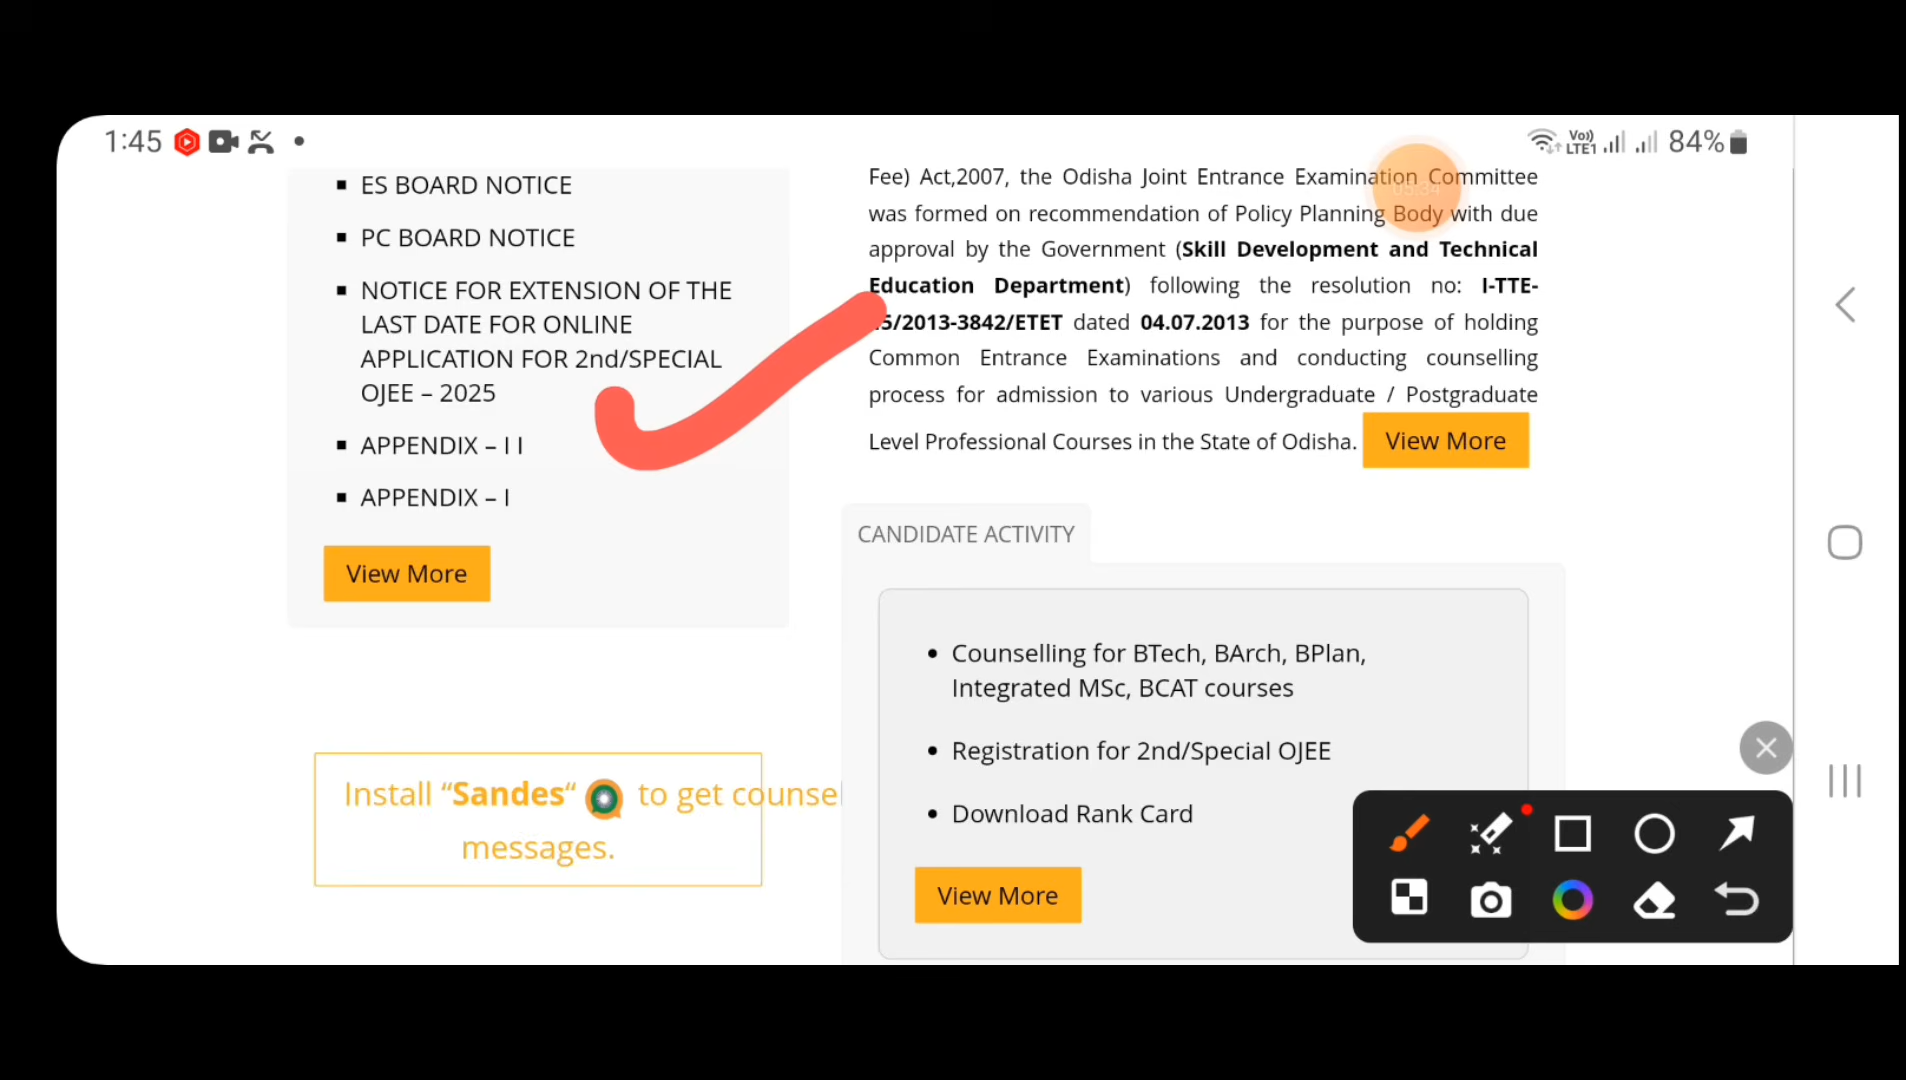 1:45
Vo)) LTE1 84%
ES BOARD NOTICE
PC BOARD NOTICE
NOTICE FOR EXTENSION OF THE
LAST DATE FOR ONLINE
APPLICATION FOR 2nd/SPECIAL
OJEE – 2025
APPENDIX – I I
APPENDIX – I
View More
Install “Sandes“ to get counsel
messages.
Fee) Act,2007, the Odisha Joint Entrance Examination Committee
05:34
was formed on recommendation of Policy Planning Body with due
approval by the Government (Skill Development and Technical
Education Department) following the resolution no: I-TTE-
5/2013-3842/ETET dated 04.07.2013 for the purpose of holding
Common Entrance Examinations and conducting counselling
process for admission to various Undergraduate / Postgraduate
Level Professional Courses in the State of Odisha. View More
CANDIDATE ACTIVITY
Counselling for BTech, BArch, BPlan,
Integrated MSc, BCAT courses
Registration for 2nd/Special OJEE
Download Rank Card
View More